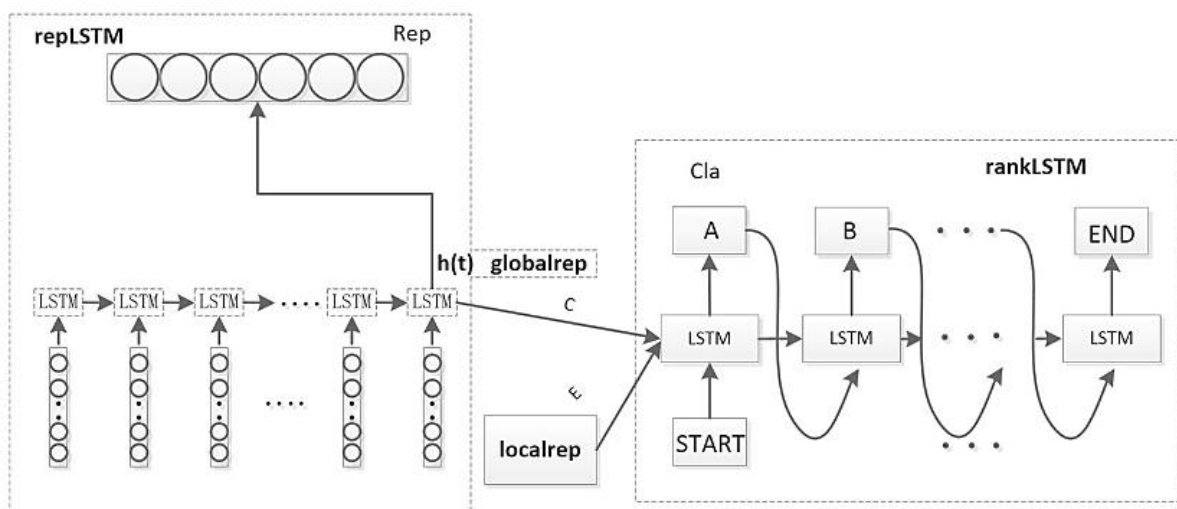 repLSTM
Rep
h(t) globalrep
LSTM LSTM LSTM LSTM LSTM
C
E
localrep
Cla
rankLSTM
A B END
LSTM LSTM LSTM
START